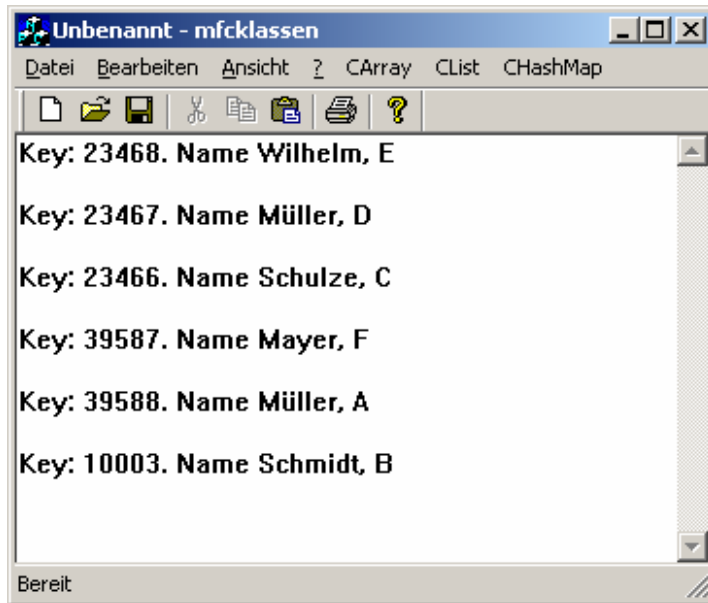 Unbenannt - mfcklassen
Datei Bearbeiten Ansicht ? CArray CList CHashMap
Key: 23468. Name Wilhelm, E
Key: 23467. Name Müller, D
Key: 23466. Name Schulze, C
Key: 39587. Name Mayer, F
Key: 39588. Name Müller, A
Key: 10003. Name Schmidt, B
Bereit